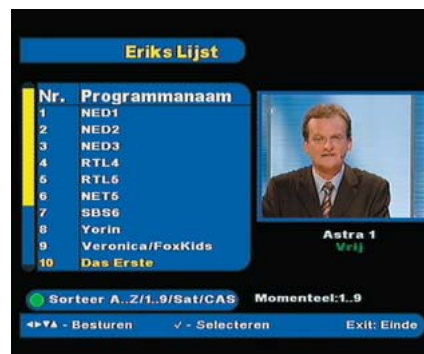 Eriks Lijst
Nr. Programmanaam
1 NED1
2 NED2
3 NED3
4 RTL4
5 RTL5
6 NET5
7 SBS6
8 Yorin
9 Veronica/FoxKids
10 Das Erste
Astra 1
Vrij
Sorteer A..Z/1..9/Sat/CAS
Momenteel:1..9
◄►▼▲ - Besturen
✓ - Selecteren
Exit: Einde